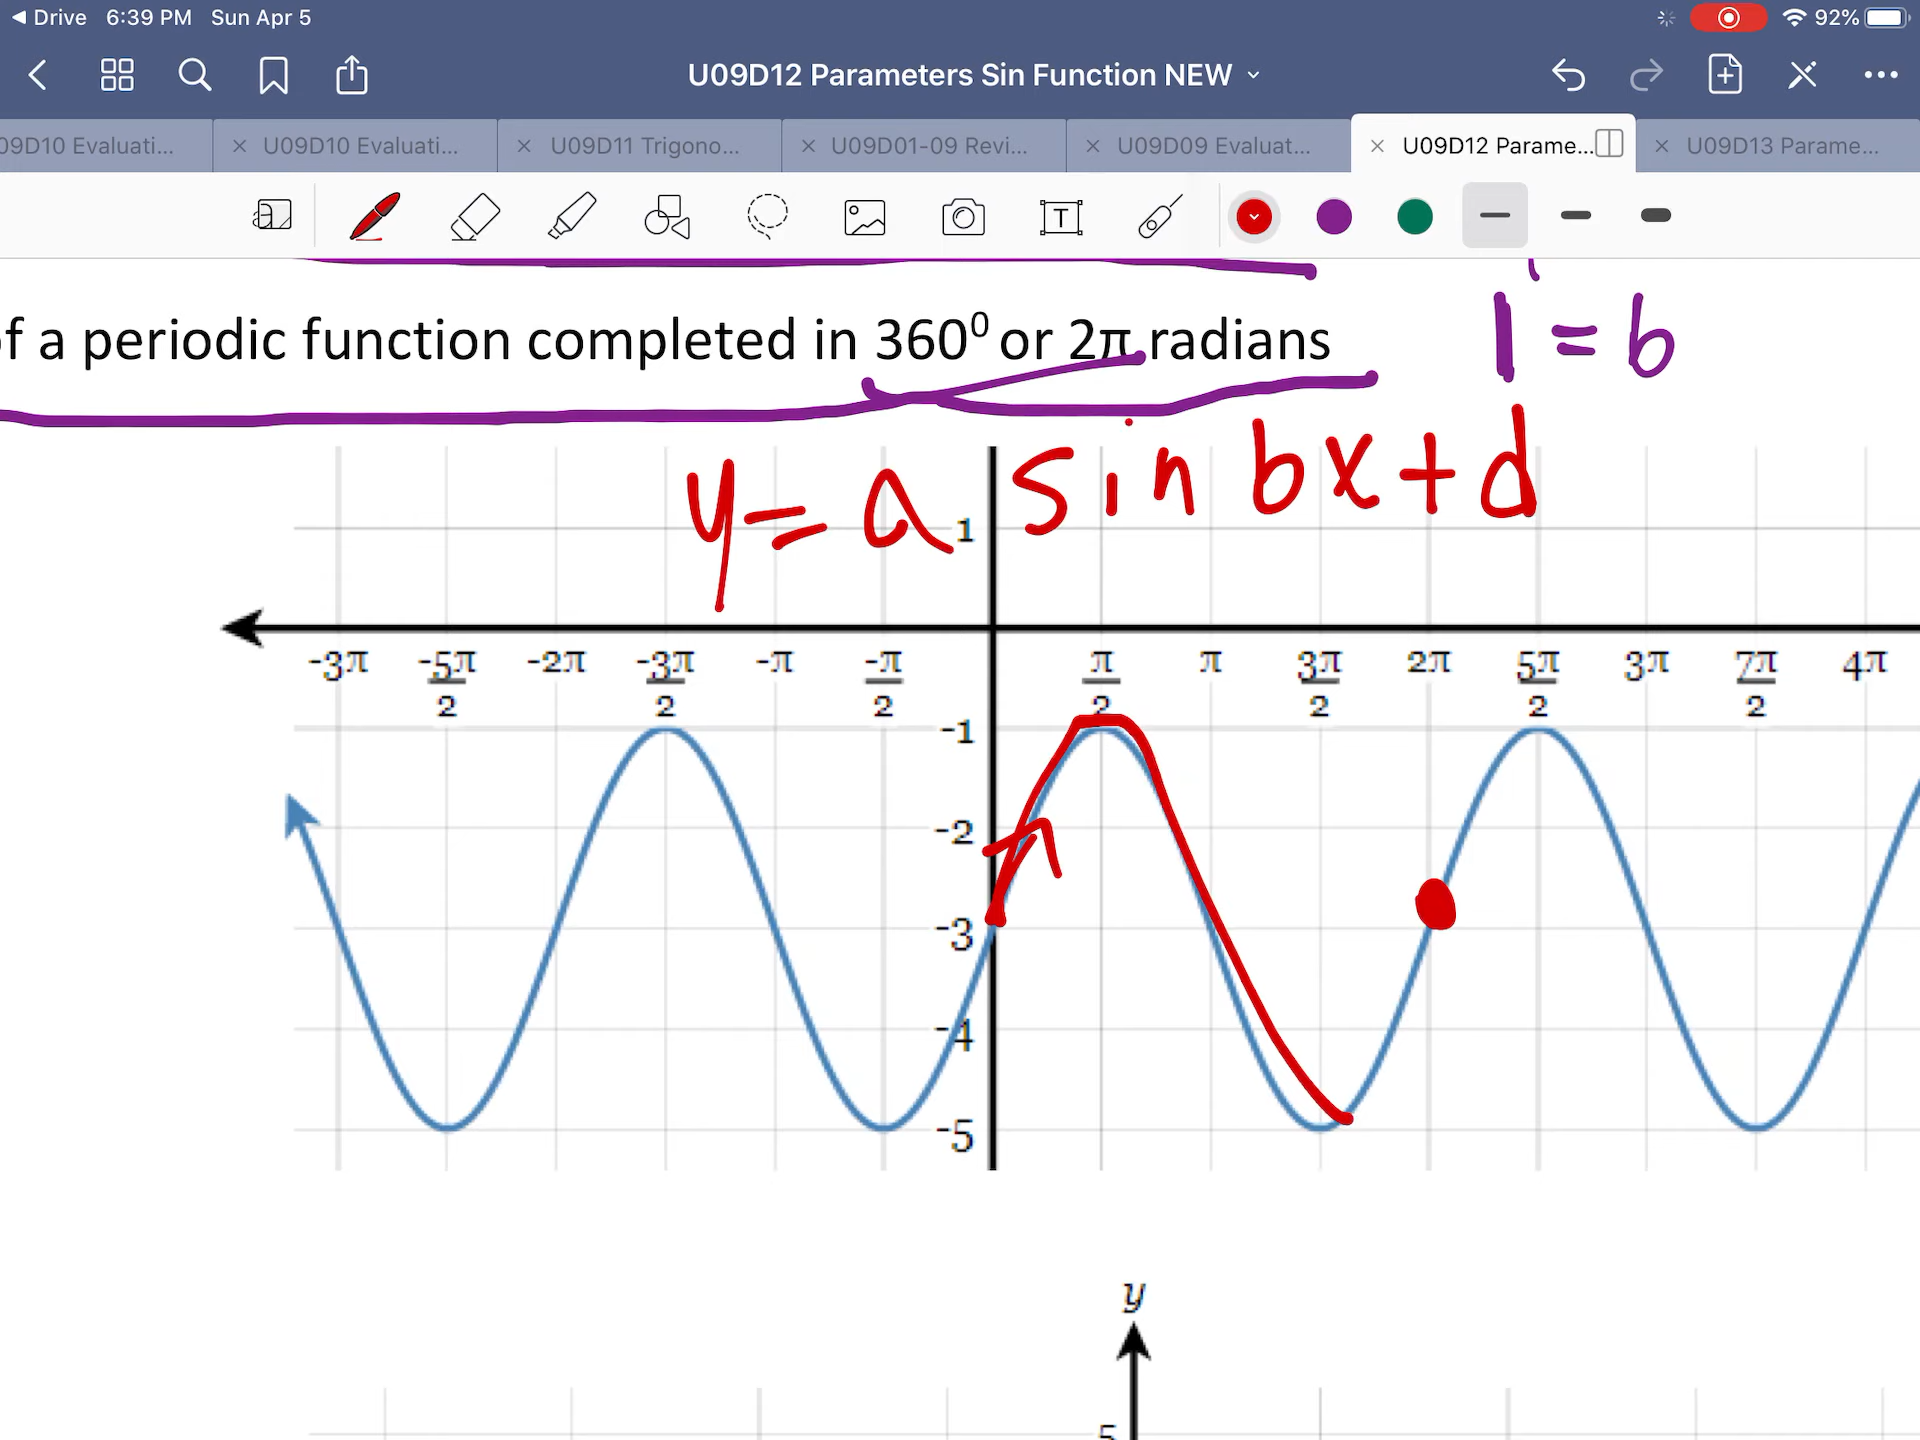 ◀ Drive 6:39 PM Sun Apr 5 92%
U09D12 Parameters Sin Function NEW
09D10 Evaluati... × U09D10 Evaluati... × U09D11 Trigono... × U09D01-09 Revi... × U09D09 Evaluat... × U09D12 Parame... × U09D13 Parame...
T
f a periodic function completed in 360⁰ or 2π radians 1 = b
y = a sin bx + d
1
-3π -5π/2 -2π -3π/2 -π -π/2 π/2 π 3π/2 2π 5π/2 3π 7π/2 4π
-1
-2
-3
-4
-5
y
5